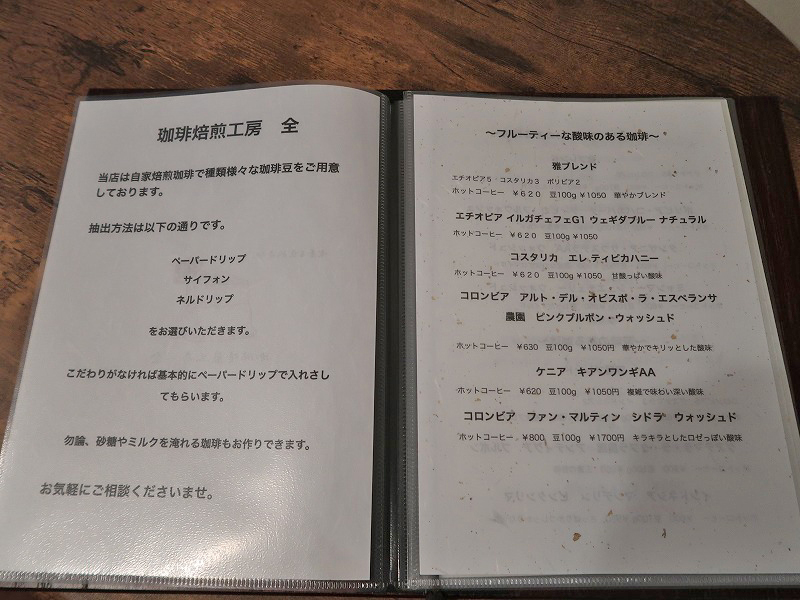 珈琲焙煎工房　全
当店は自家焙煎珈琲で種類様々な珈琲豆をご用意
しております。
抽出方法は以下の通りです。
ペーパードリップ
サイフォン
ネルドリップ
をお選びいただきます。
こだわりがなければ基本的にペーパードリップで入れさし
てもらいます。
勿論、砂糖やミルクを淹れる珈琲もお作りできます。
お気軽にご相談くださいませ。
〜フルーティーな酸味のある珈琲〜
雅ブレンド
エチオピア５　コスタリカ３　ボリビア２
ホットコーヒー　￥６２０　豆100g ￥1050　華やかブレンド
エチオピア イルガチェフェG1 ウェギダブルー ナチュラル
ホットコーヒー　￥６２０　豆100g ￥1050
コスタリカ　エレ.ティピカハニー
ホットコーヒー　￥６２０　豆100g ￥1050　甘酸っぱい酸味
コロンビア　アルト・デル・オビスポ・ラ・エスペランサ
農園　ピンクブルボン・ウォッシュド
ホットコーヒー　￥630　豆100g　￥1050円　華やかでキリッとした酸味
ケニア　キアンワンギAA
ホットコーヒー　￥620　豆100g　￥1050円　複雑で味わい深い酸味
コロンビア　ファン・マルティン　シドラ　ウォッシュド
ホットコーヒー　￥800　豆100g　￥1700円　キラキラとしたロゼっぽい酸味